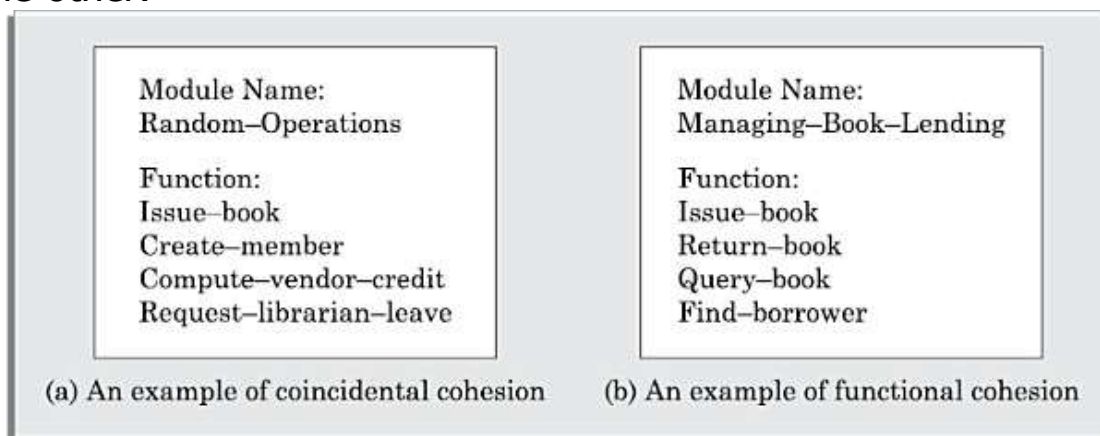 Module Name:
Random–Operations
Function:
Issue–book
Create–member
Compute–vendor–credit
Request–librarian–leave
(a) An example of coincidental cohesion
Module Name:
Managing–Book–Lending
Function:
Issue–book
Return–book
Query–book
Find–borrower
(b) An example of functional cohesion